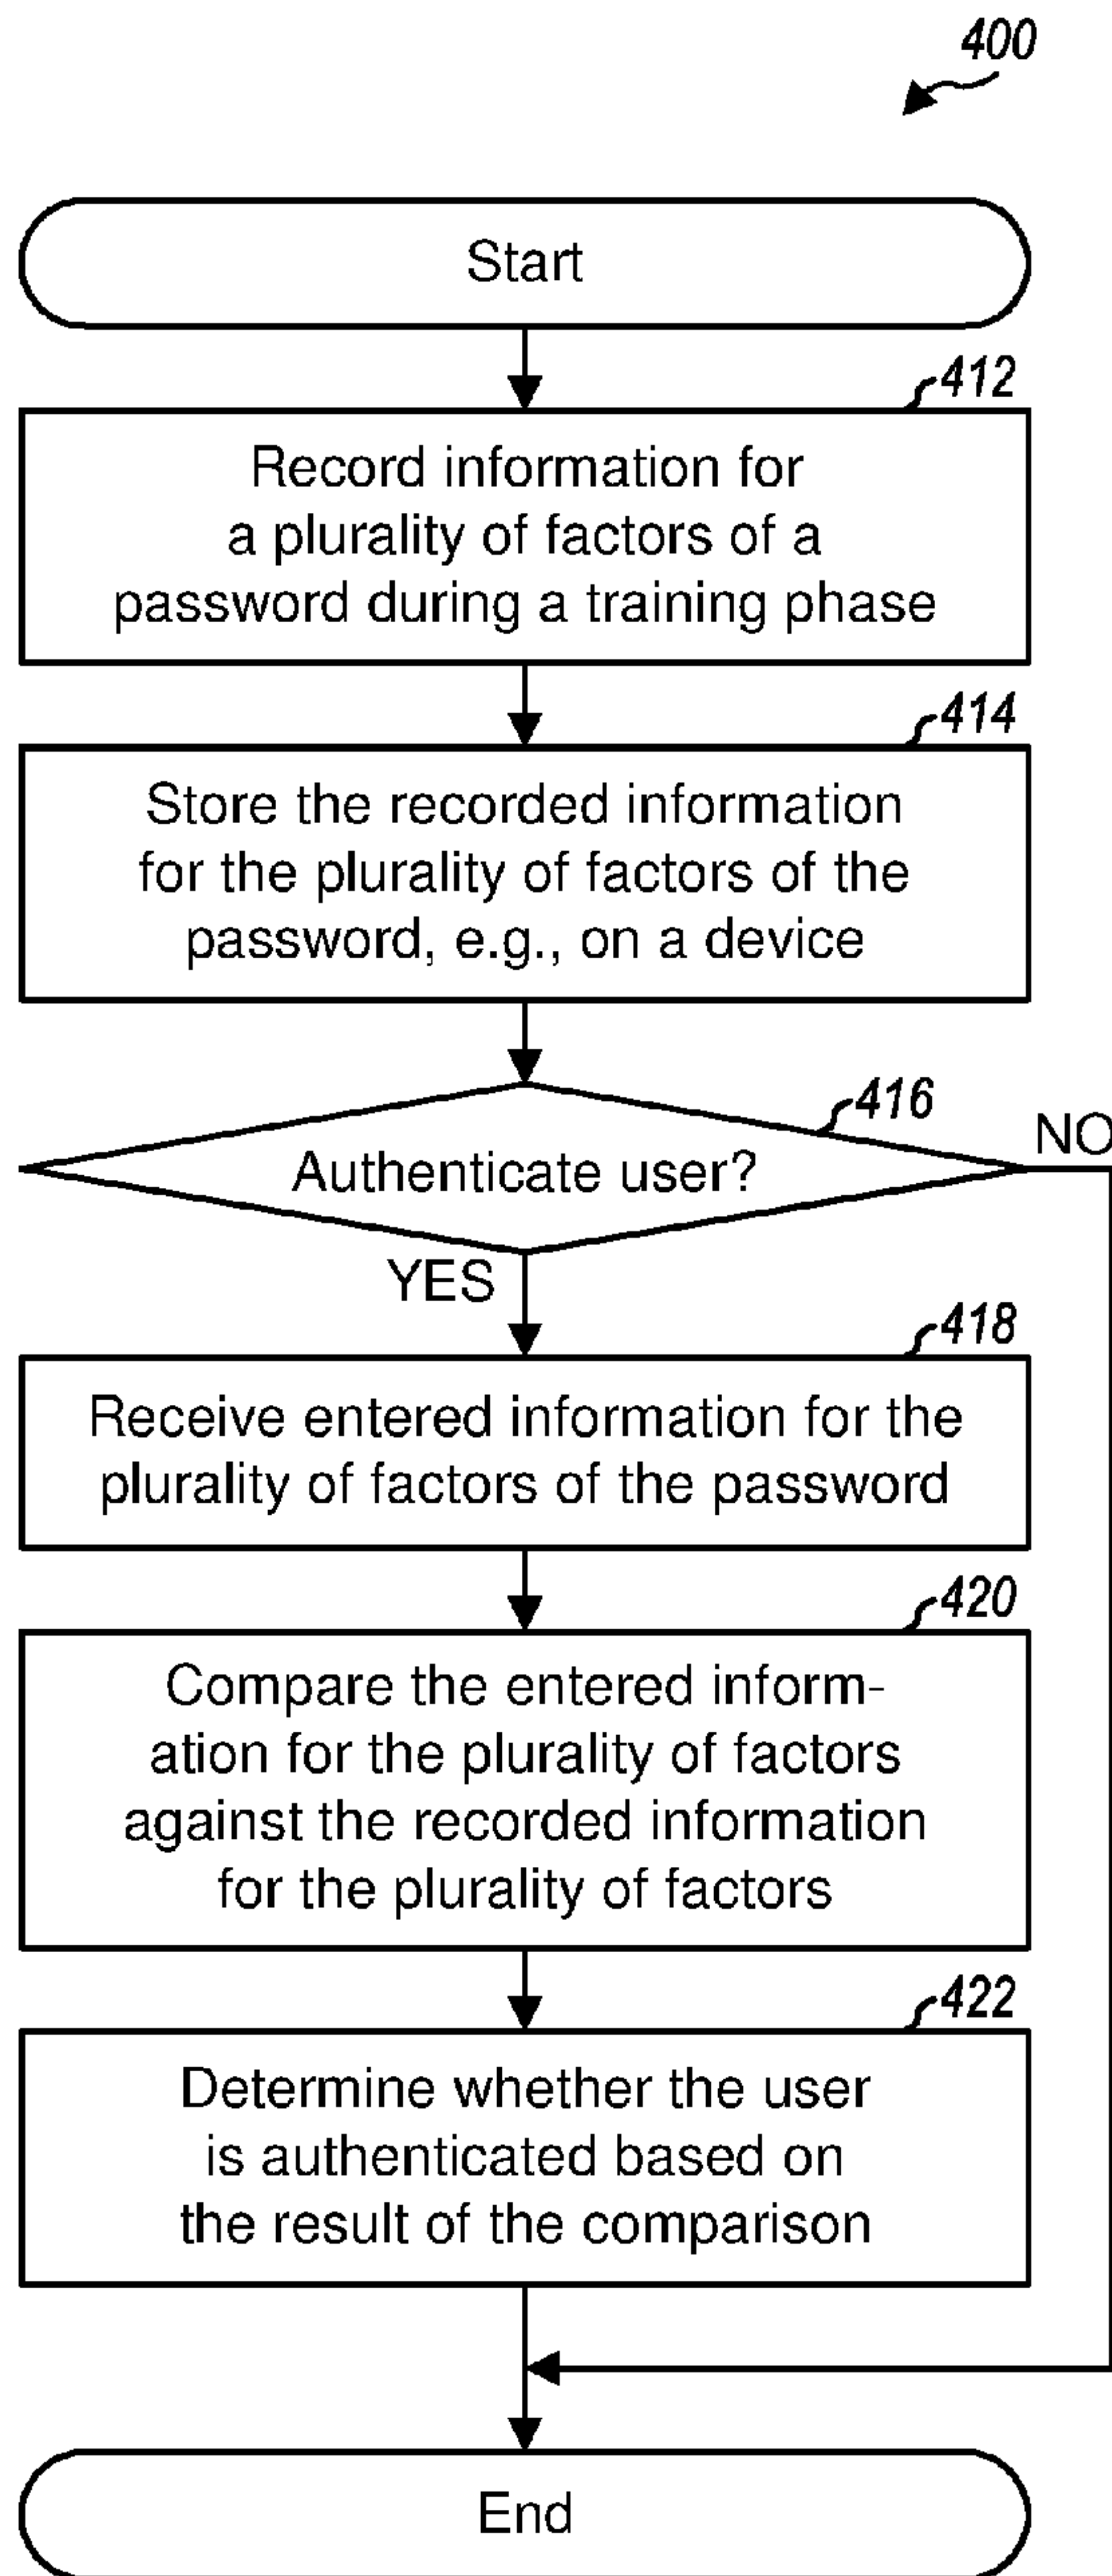 400
Start
412
Record information for
a plurality of factors of a
password during a training phase
414
Store the recorded information
for the plurality of factors of the
password, e.g., on a device
416
NO
Authenticate user?
YES
418
Receive entered information for the
plurality of factors of the password
420
Compare the entered inform-
ation for the plurality of factors
against the recorded information
for the plurality of factors
422
Determine whether the user
is authenticated based on
the result of the comparison
End